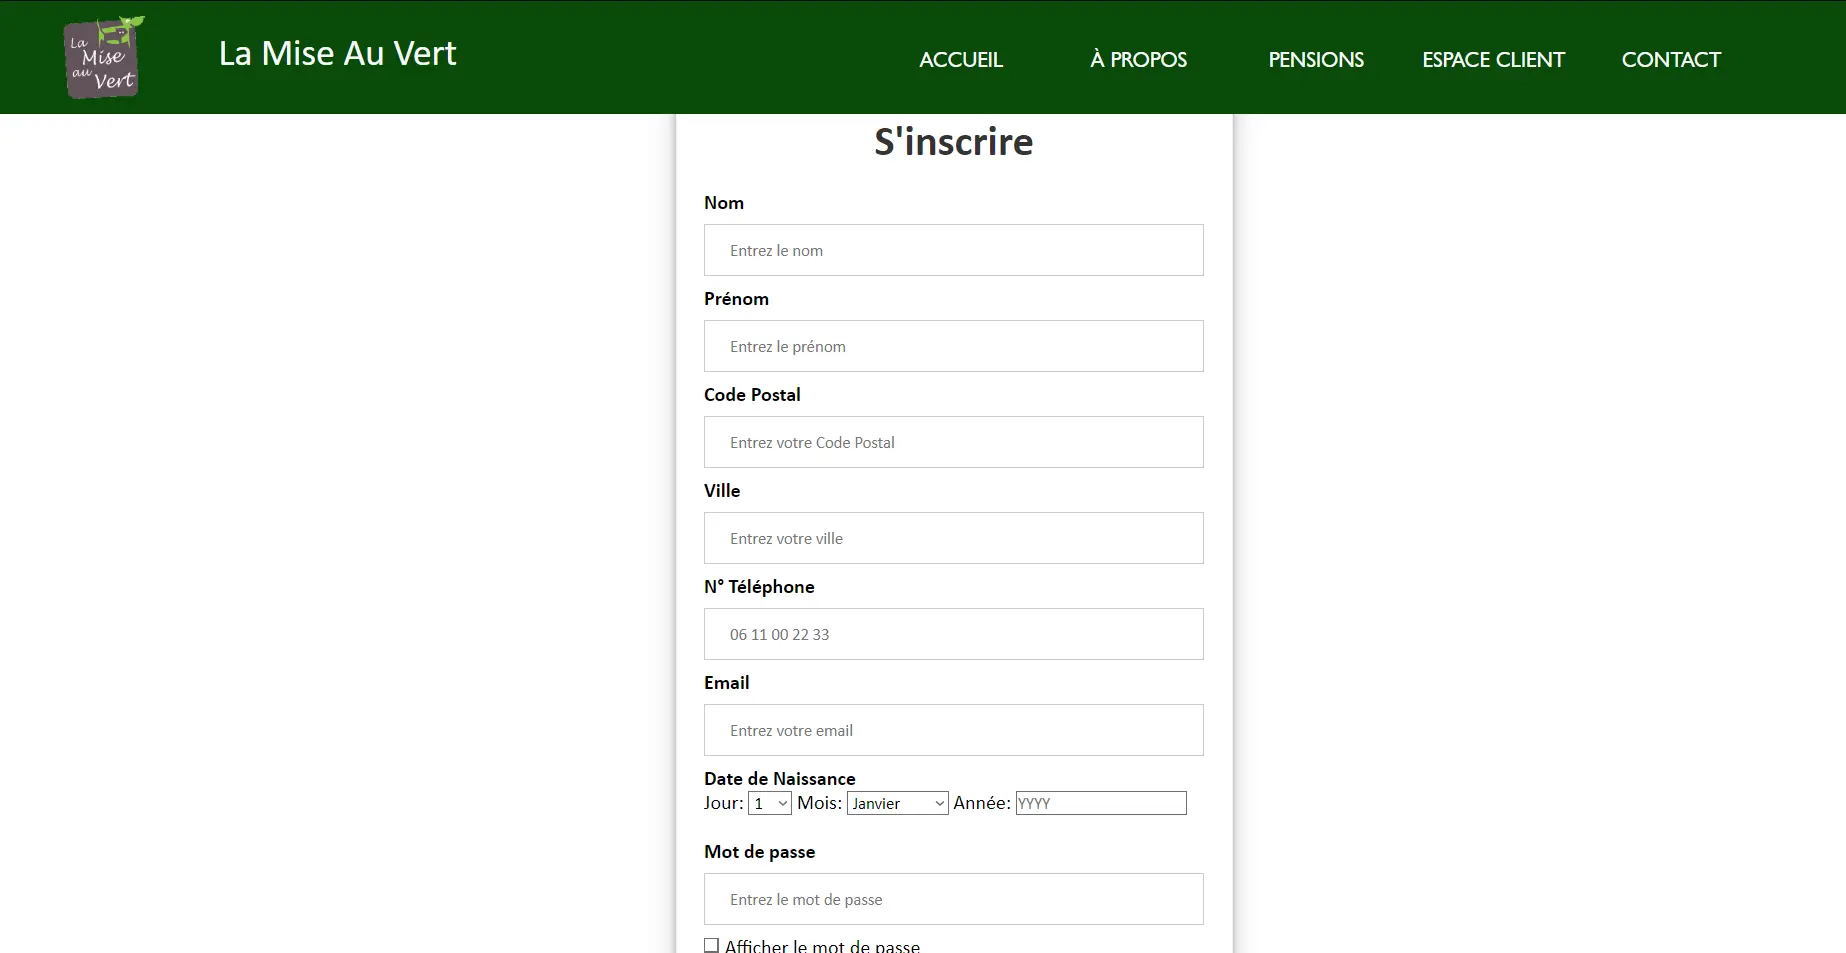 La
Mise
au Vert
La Mise Au Vert
ACCUEIL À PROPOS PENSIONS ESPACE CLIENT CONTACT
S'inscrire
Nom
Entrez le nom
Prénom
Entrez le prénom
Code Postal
Entrez votre Code Postal
Ville
Entrez votre ville
N° Téléphone
06 11 00 22 33
Email
Entrez votre email
Date de Naissance
Jour: 1 Mois: Janvier Année: YYYY
Mot de passe
Entrez le mot de passe
Afficher le mot de passe